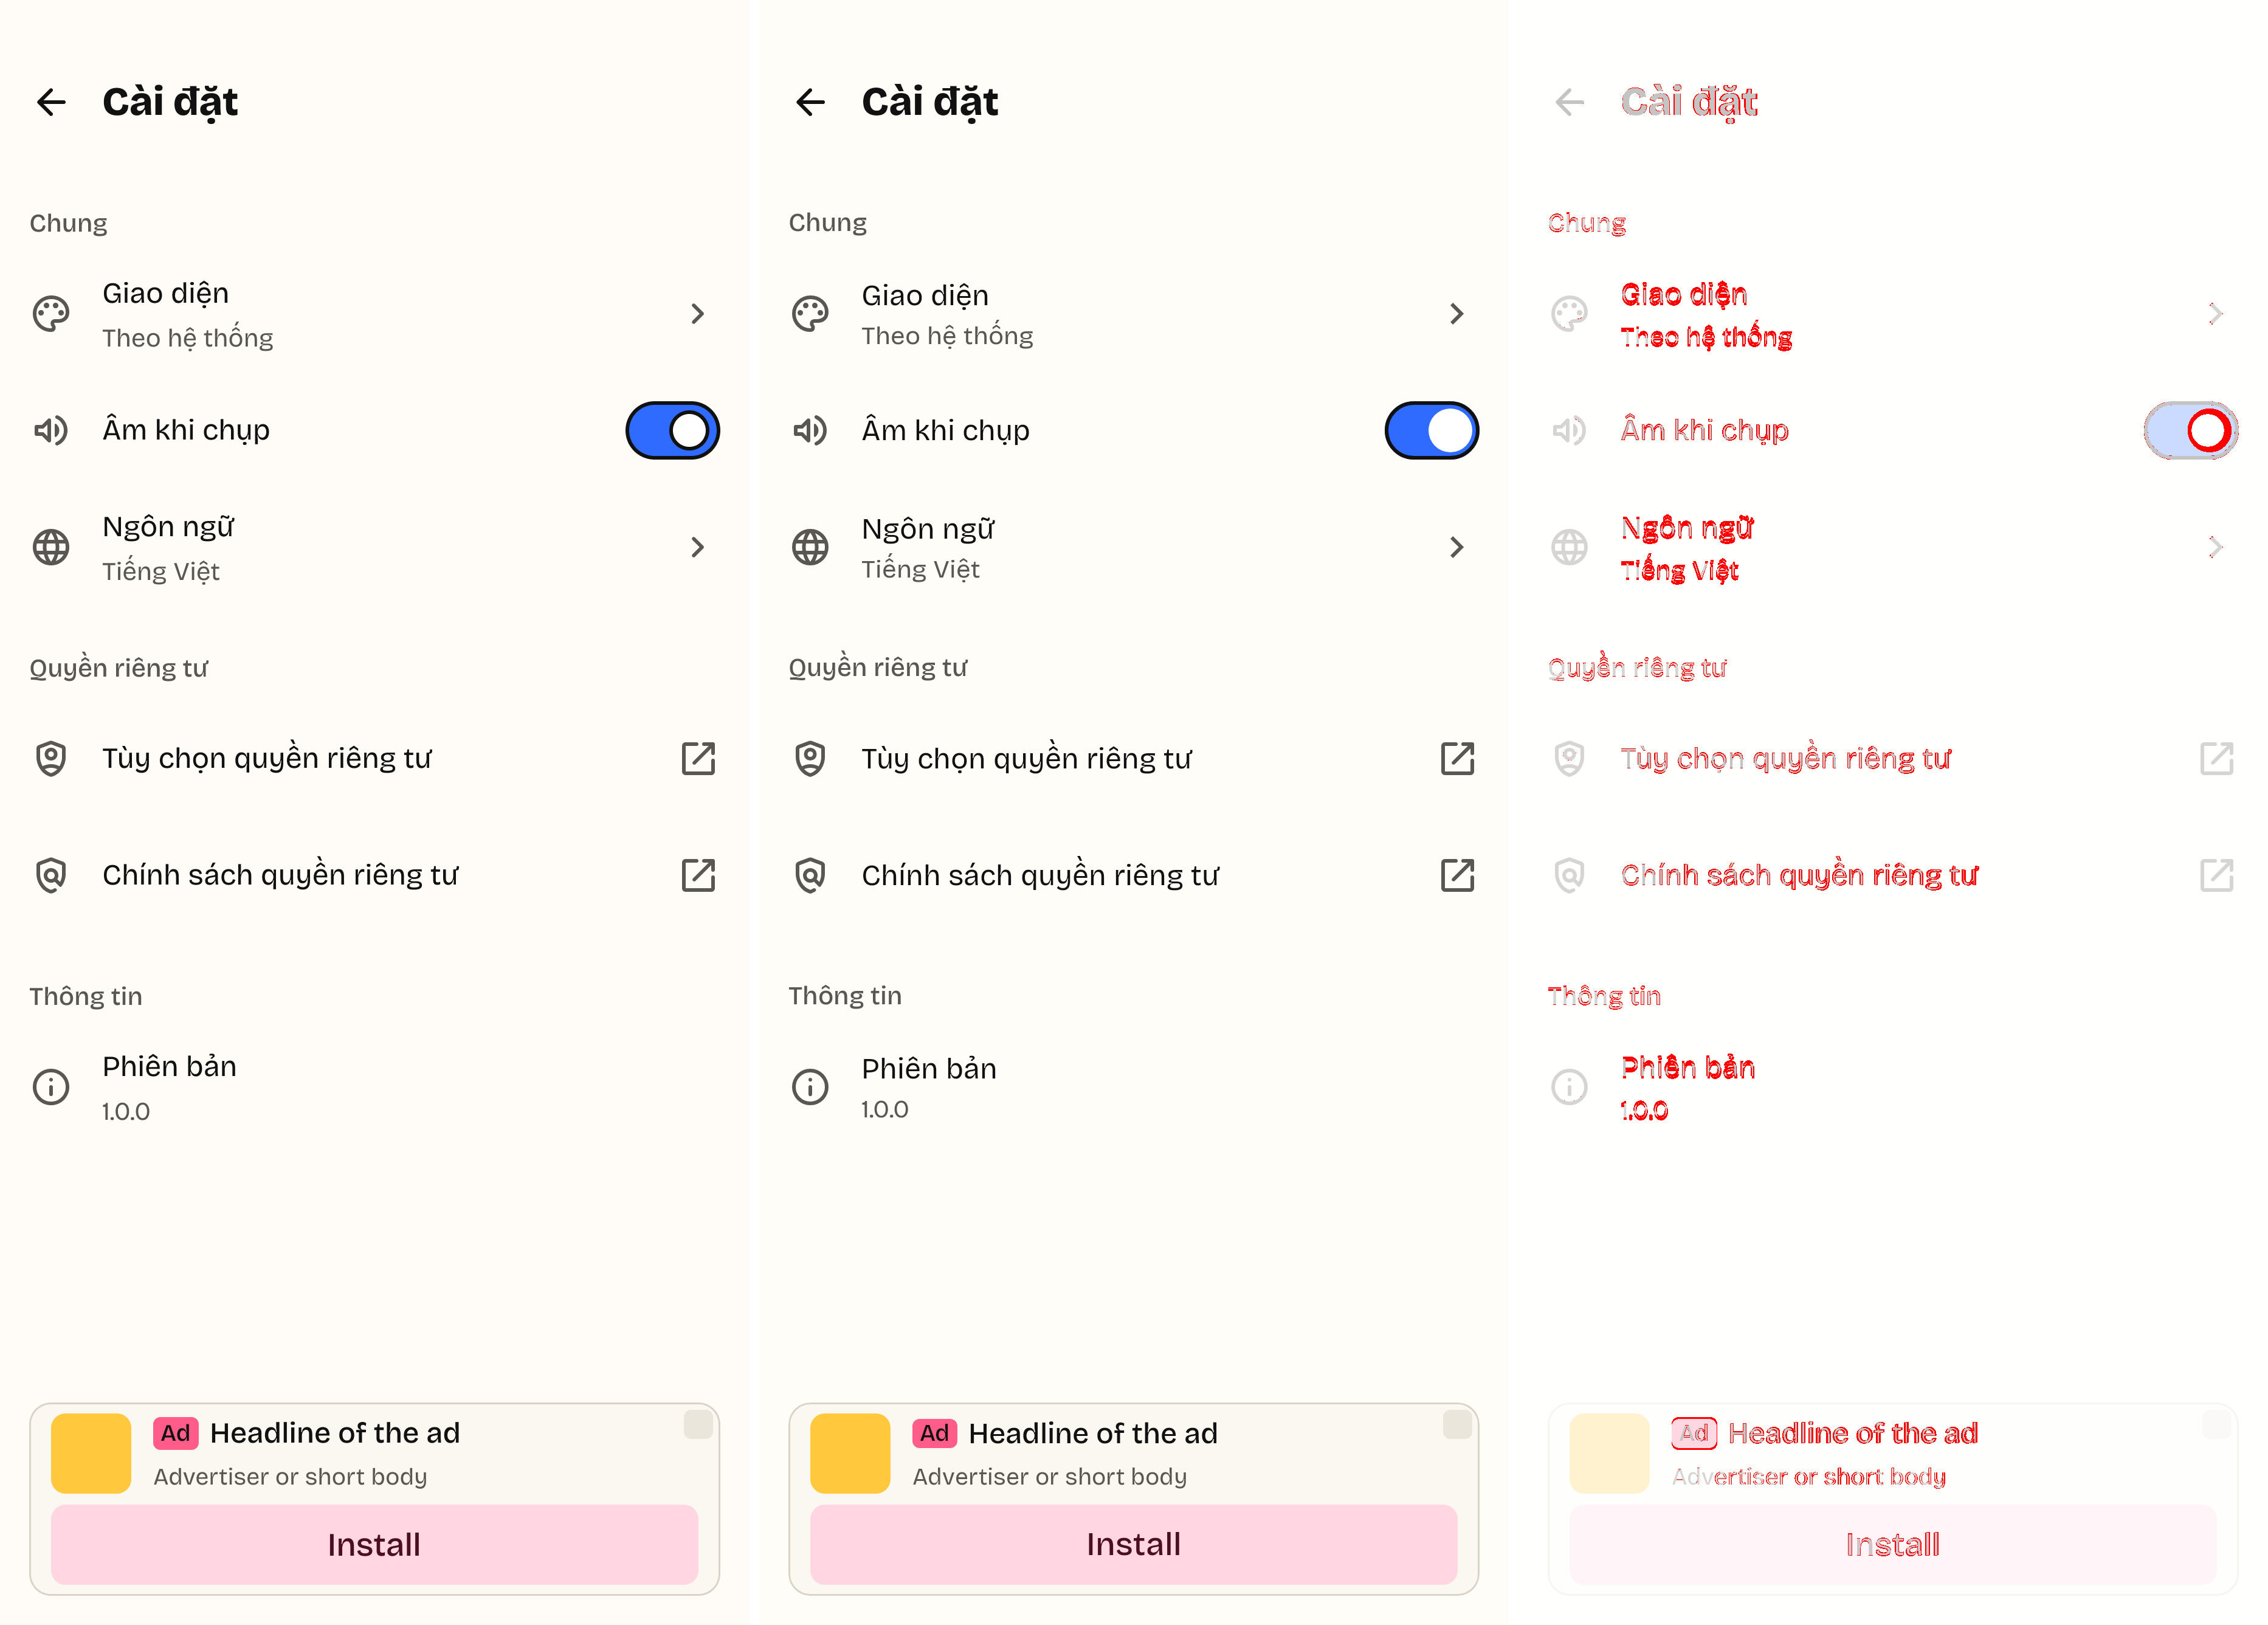 Cài đặt
Chung
Giao diện
Theo hệ thống
Âm khi chụp
Ngôn ngữ
Tiếng Việt
Quyền riêng tư
Tùy chọn quyền riêng tư
Chính sách quyền riêng tư
Thông tin
Phiên bản
1.0.0
Ad Headline of the ad
Advertiser or short body
Install
Cài đặt
Chung
Giao diện
Theo hệ thống
Âm khi chụp
Ngôn ngữ
Tiếng Việt
Quyền riêng tư
Tùy chọn quyền riêng tư
Chính sách quyền riêng tư
Thông tin
Phiên bản
1.0.0
Ad Headline of the ad
Advertiser or short body
Install
Cài đặt
Chung
Giao diện
Theo hệ thống
Âm khi chụp
Ngôn ngữ
Tiếng Việt
Quyền riêng tư
Tùy chọn quyền riêng tư
Chính sách quyền riêng tư
Thông tin
Phiên bản
1.0.0
Ad Headline of the ad
Advertiser or short body
Install